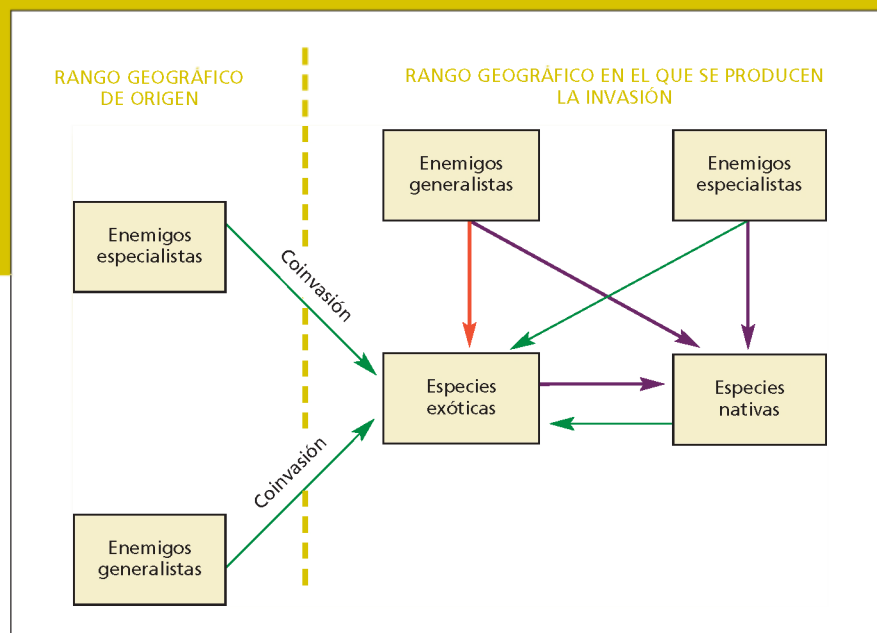 RANGO GEOGRÁFICO
DE ORIGEN
RANGO GEOGRÁFICO EN EL QUE SE PRODUCEN
LA INVASIÓN
Enemigos
generalistas
Enemigos
especialistas
Enemigos
especialistas
Coinvasión
Especies
exóticas
Especies
nativas
Coinvasión
Enemigos
generalistas